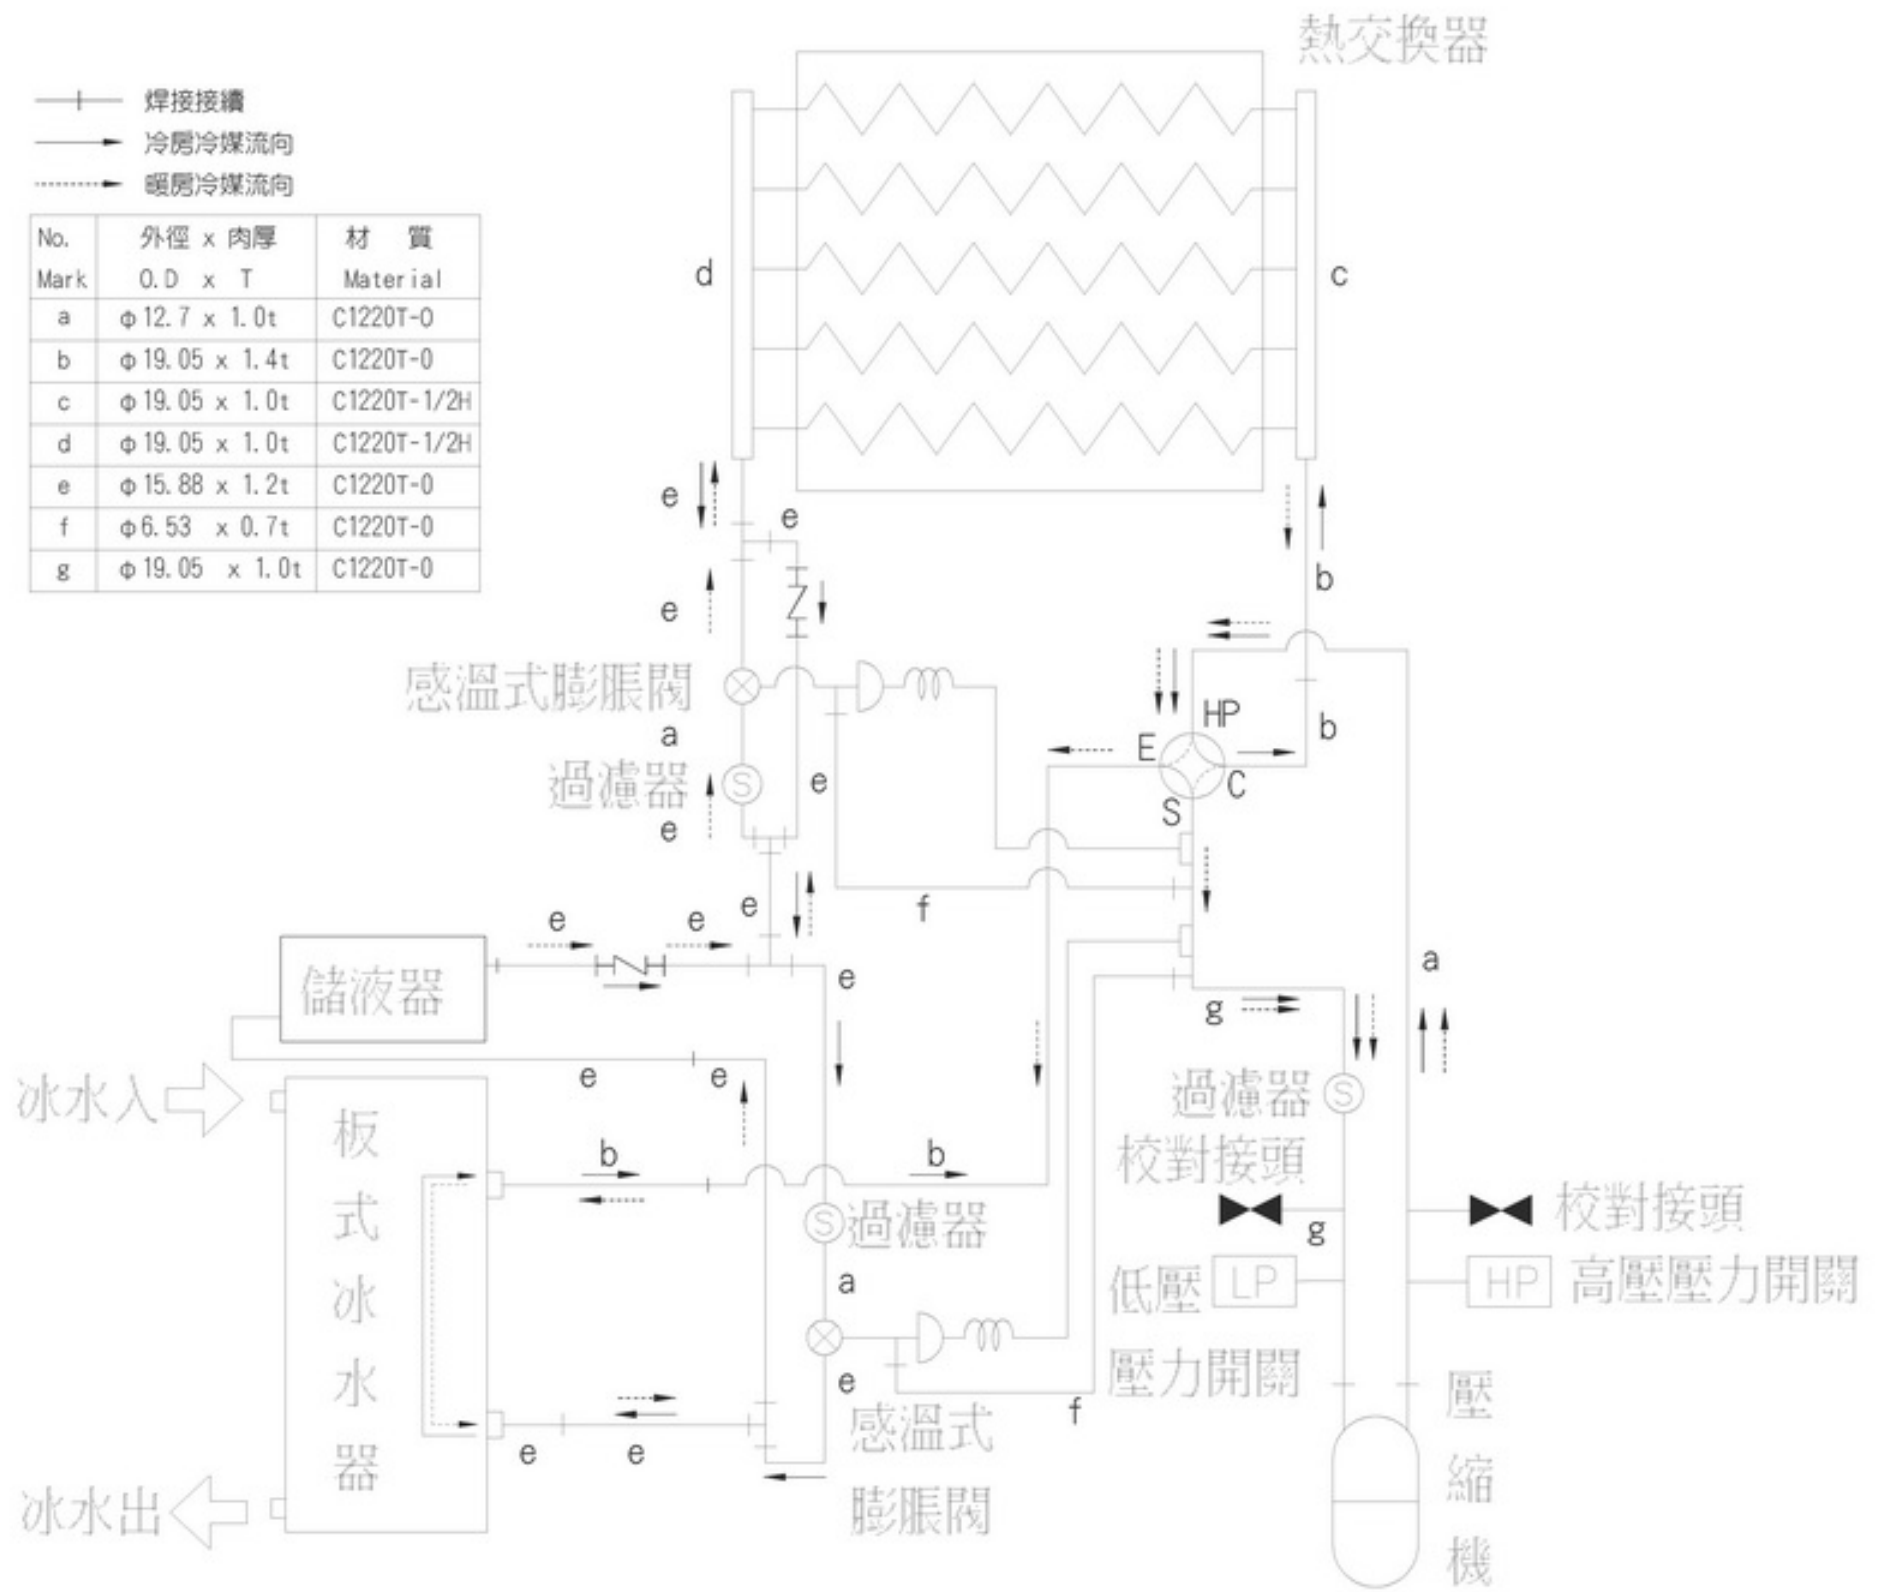 熱交換器
焊接接續
冷房冷媒流向
暖房冷媒流向
No. 外徑 x 肉厚 材 質
Mark O.D x T Material
a φ12.7 x 1.0t C1220T-O
b φ19.05 x 1.4t C1220T-O
c φ19.05 x 1.0t C1220T-1/2H
d φ19.05 x 1.0t C1220T-1/2H
e φ15.88 x 1.2t C1220T-O
f φ6.53 x 0.7t C1220T-O
g φ19.05 x 1.0t C1220T-O
d
c
e
e
b
e
感溫式膨脹閥
HP
b
a
E
過濾器
S
e
C
S
e
f
e
e
e
儲液器
e
a
g
冰水入
e
e
過濾器
S
板式冰水器
b
b
校對接頭
校對接頭
S
過濾器
g
a
低壓
LP
HP
高壓壓力開關
壓力開關
e
感溫式
膨脹閥
f
e
e
壓縮機
冰水出